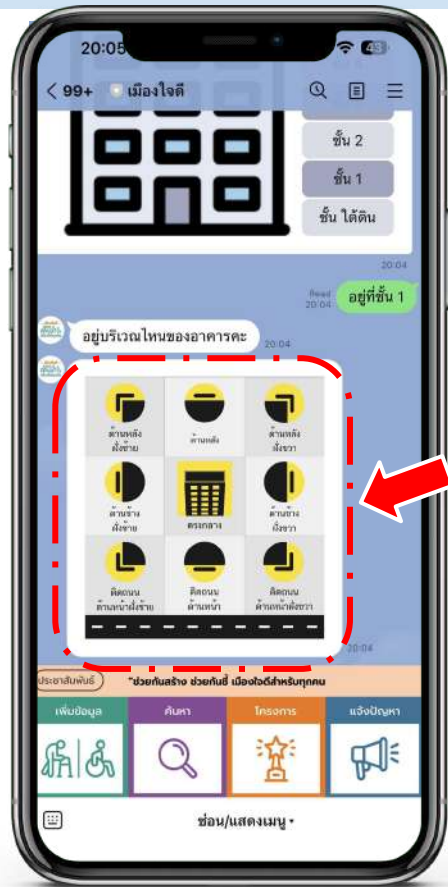 20:05
43
99+
เมืองใจดี
ชั้น 2
ชั้น 1
ชั้น ใต้ดิน
20:04
Read
20:04
อยู่ที่ชั้น 1
อยู่บริเวณไหนของอาคารคะ
20:04
ด้านหลัง
ฝั่งซ้าย
ด้านหลัง
ด้านหลัง
ฝั่งขวา
ด้านข้าง
ฝั่งซ้าย
ตรงกลาง
ด้านข้าง
ฝั่งขวา
ติดถนน
ด้านหน้าฝั่งซ้าย
ติดถนน
ด้านหน้า
ติดถนน
ด้านหน้าฝั่งขวา
20:04
ประชาสัมพันธ์
"ช่วยกันสร้าง ช่วยกันชี้ เมืองใจดีสำหรับทุกคน
เพิ่มข้อมูล
ค้นหา
โครงการ
แจ้งปัญหา
ซ่อน/แสดงเมนู